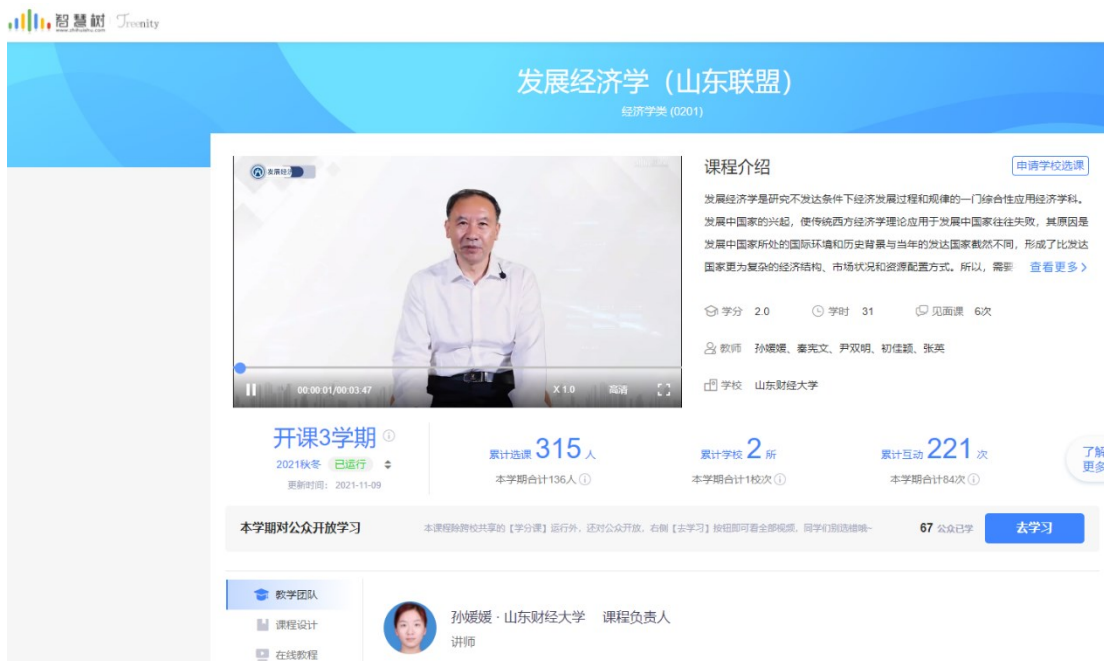 智慧树 Treenity
www.zhihuishu.com
发展经济学（山东联盟）
经济学类 (0201)
课程介绍
申请学校选课
发展经济学是研究不发达条件下经济发展过程和规律的一门综合性应用经济学科。
发展中国家的兴起，使传统西方经济学理论应用于发展中国家往往失败，其原因是
发展中国家所处的国际环境和历史背景与当年的发达国家截然不同，形成了比发达
国家更为复杂的经济结构、市场状况和资源配置方式。所以，需要 查看更多>
学分 2.0 学时 31 见面课 6次
教师 孙媛媛、秦宪文、尹双明、初佳颖、张英
学校 山东财经大学
发展经济
00:00:01/00:03:47 X 1.0 高清
开课3学期
2021秋冬 已运行
更新时间： 2021-11-09
累计选课 315 人
本学期合计136人
累计学校 2 所
本学期合计1校次
累计互动 221 次
本学期合计84次
了解
更多
本学期对公众开放学习
本课程除跨校共享的【学分课】运行外，还对公众开放，右侧【去学习】按钮即可看全部视频，同学们别选错哦~
67 公众已学
去学习
教学团队
课程设计
在线教程
孙媛媛 · 山东财经大学 课程负责人
讲师